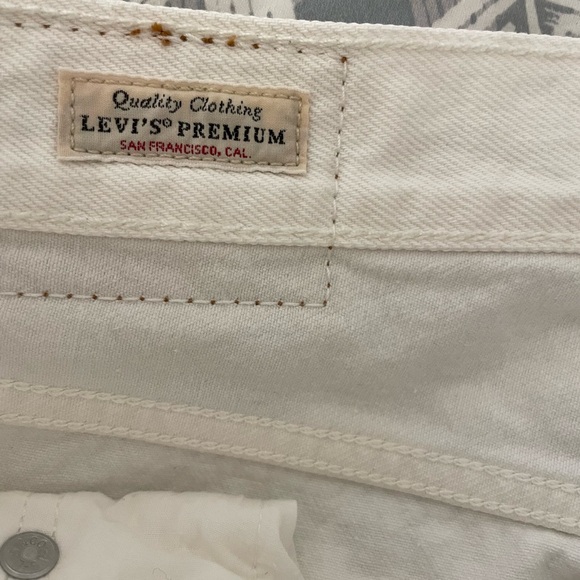 Quality Clothing
LEVI'S® PREMIUM
SAN FRANCISCO, CAL.